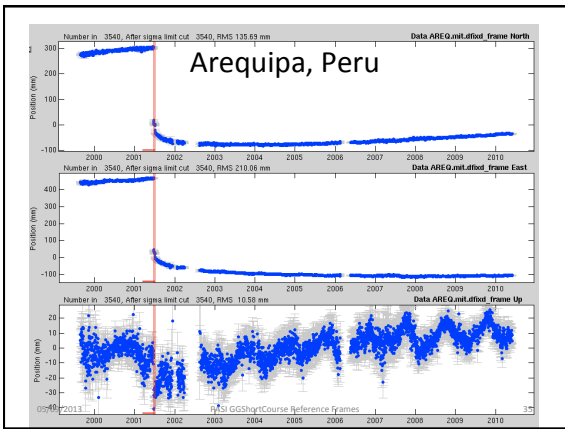 Number in 3540, After sigma limit cut 3540, RMS 135.69 mm Data AREQ.mit.dfixd_frame North
Arequipa, Peru
300
200
100
0
-100
Position (mm)
2000 2001 2002 2003 2004 2005 2006 2007 2008 2009 2010
Number in 3540, After sigma limit cut 3540, RMS 210.06 mm Data AREQ.mit.dfixd_frame East
400
300
200
100
0
-100
Position (mm)
2000 2001 2002 2003 2004 2005 2006 2007 2008 2009 2010
Number in 3540, After sigma limit cut 3540, RMS 10.58 mm Data AREQ.mit.dfixd_frame Up
20
10
0
-10
-20
-30
-40
Position (mm)
2000 2001 2002 2003 2004 2005 2006 2007 2008 2009 2010
GGShortCourse Reference Frames 35